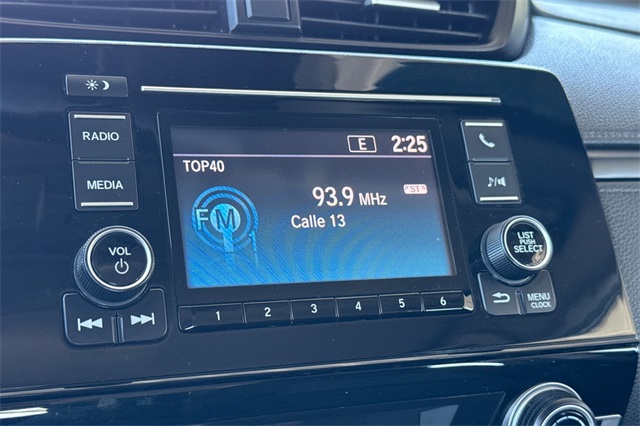 RADIO
MEDIA
VOL
E 2:25
TOP40
FM1
93.9 MHz ST
Calle 13
1 2 3 4 5 6
LIST
PUSH
SELECT
MENU
CLOCK